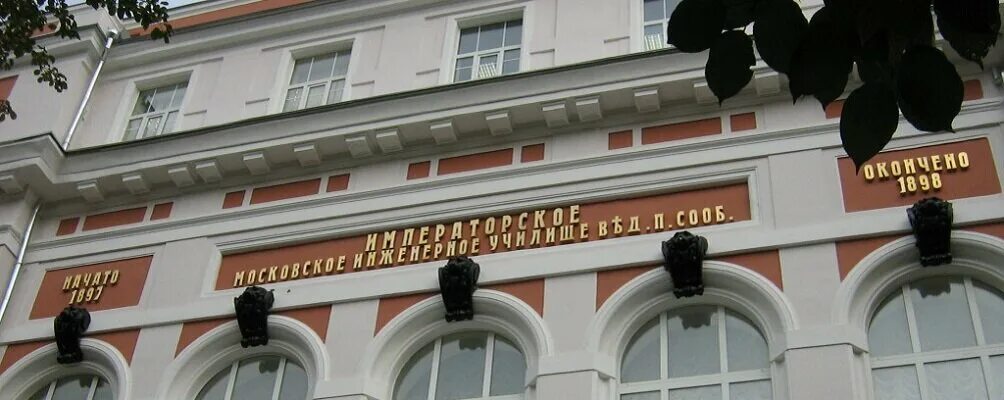 НАЧАТО
1897
ИМПЕРАТОРСКОЕ
МОСКОВСКОЕ ИНЖЕНЕРНОЕ УЧИЛИЩЕ ВѢД. П. СООБ.
ОКОНЧЕНО
1898